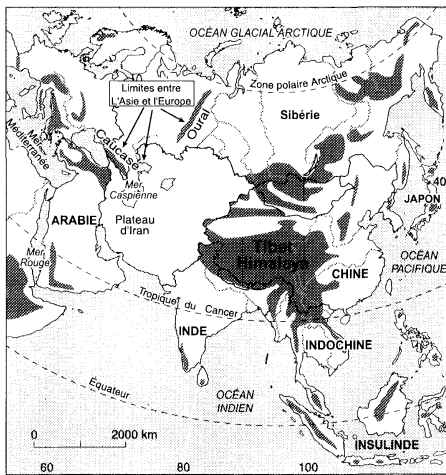 OCÉAN GLACIAL ARCTIQUE
Limites entre
L'Asie et l'Europe
Zone polaire Arctique
Oural
Sibérie
Mer
Méditerranée
Caucase
Mer
Caspienne
40
JAPON
ARABIE
Plateau
d'Iran
Tibet
Himalaya
Mer
Rouge
CHINE
OCÉAN
PACIFIQUE
Tropique du Cancer
INDE
INDOCHINE
Équateur
OCÉAN
INDIEN
0 2000 km
INSULINDE
60 80 100